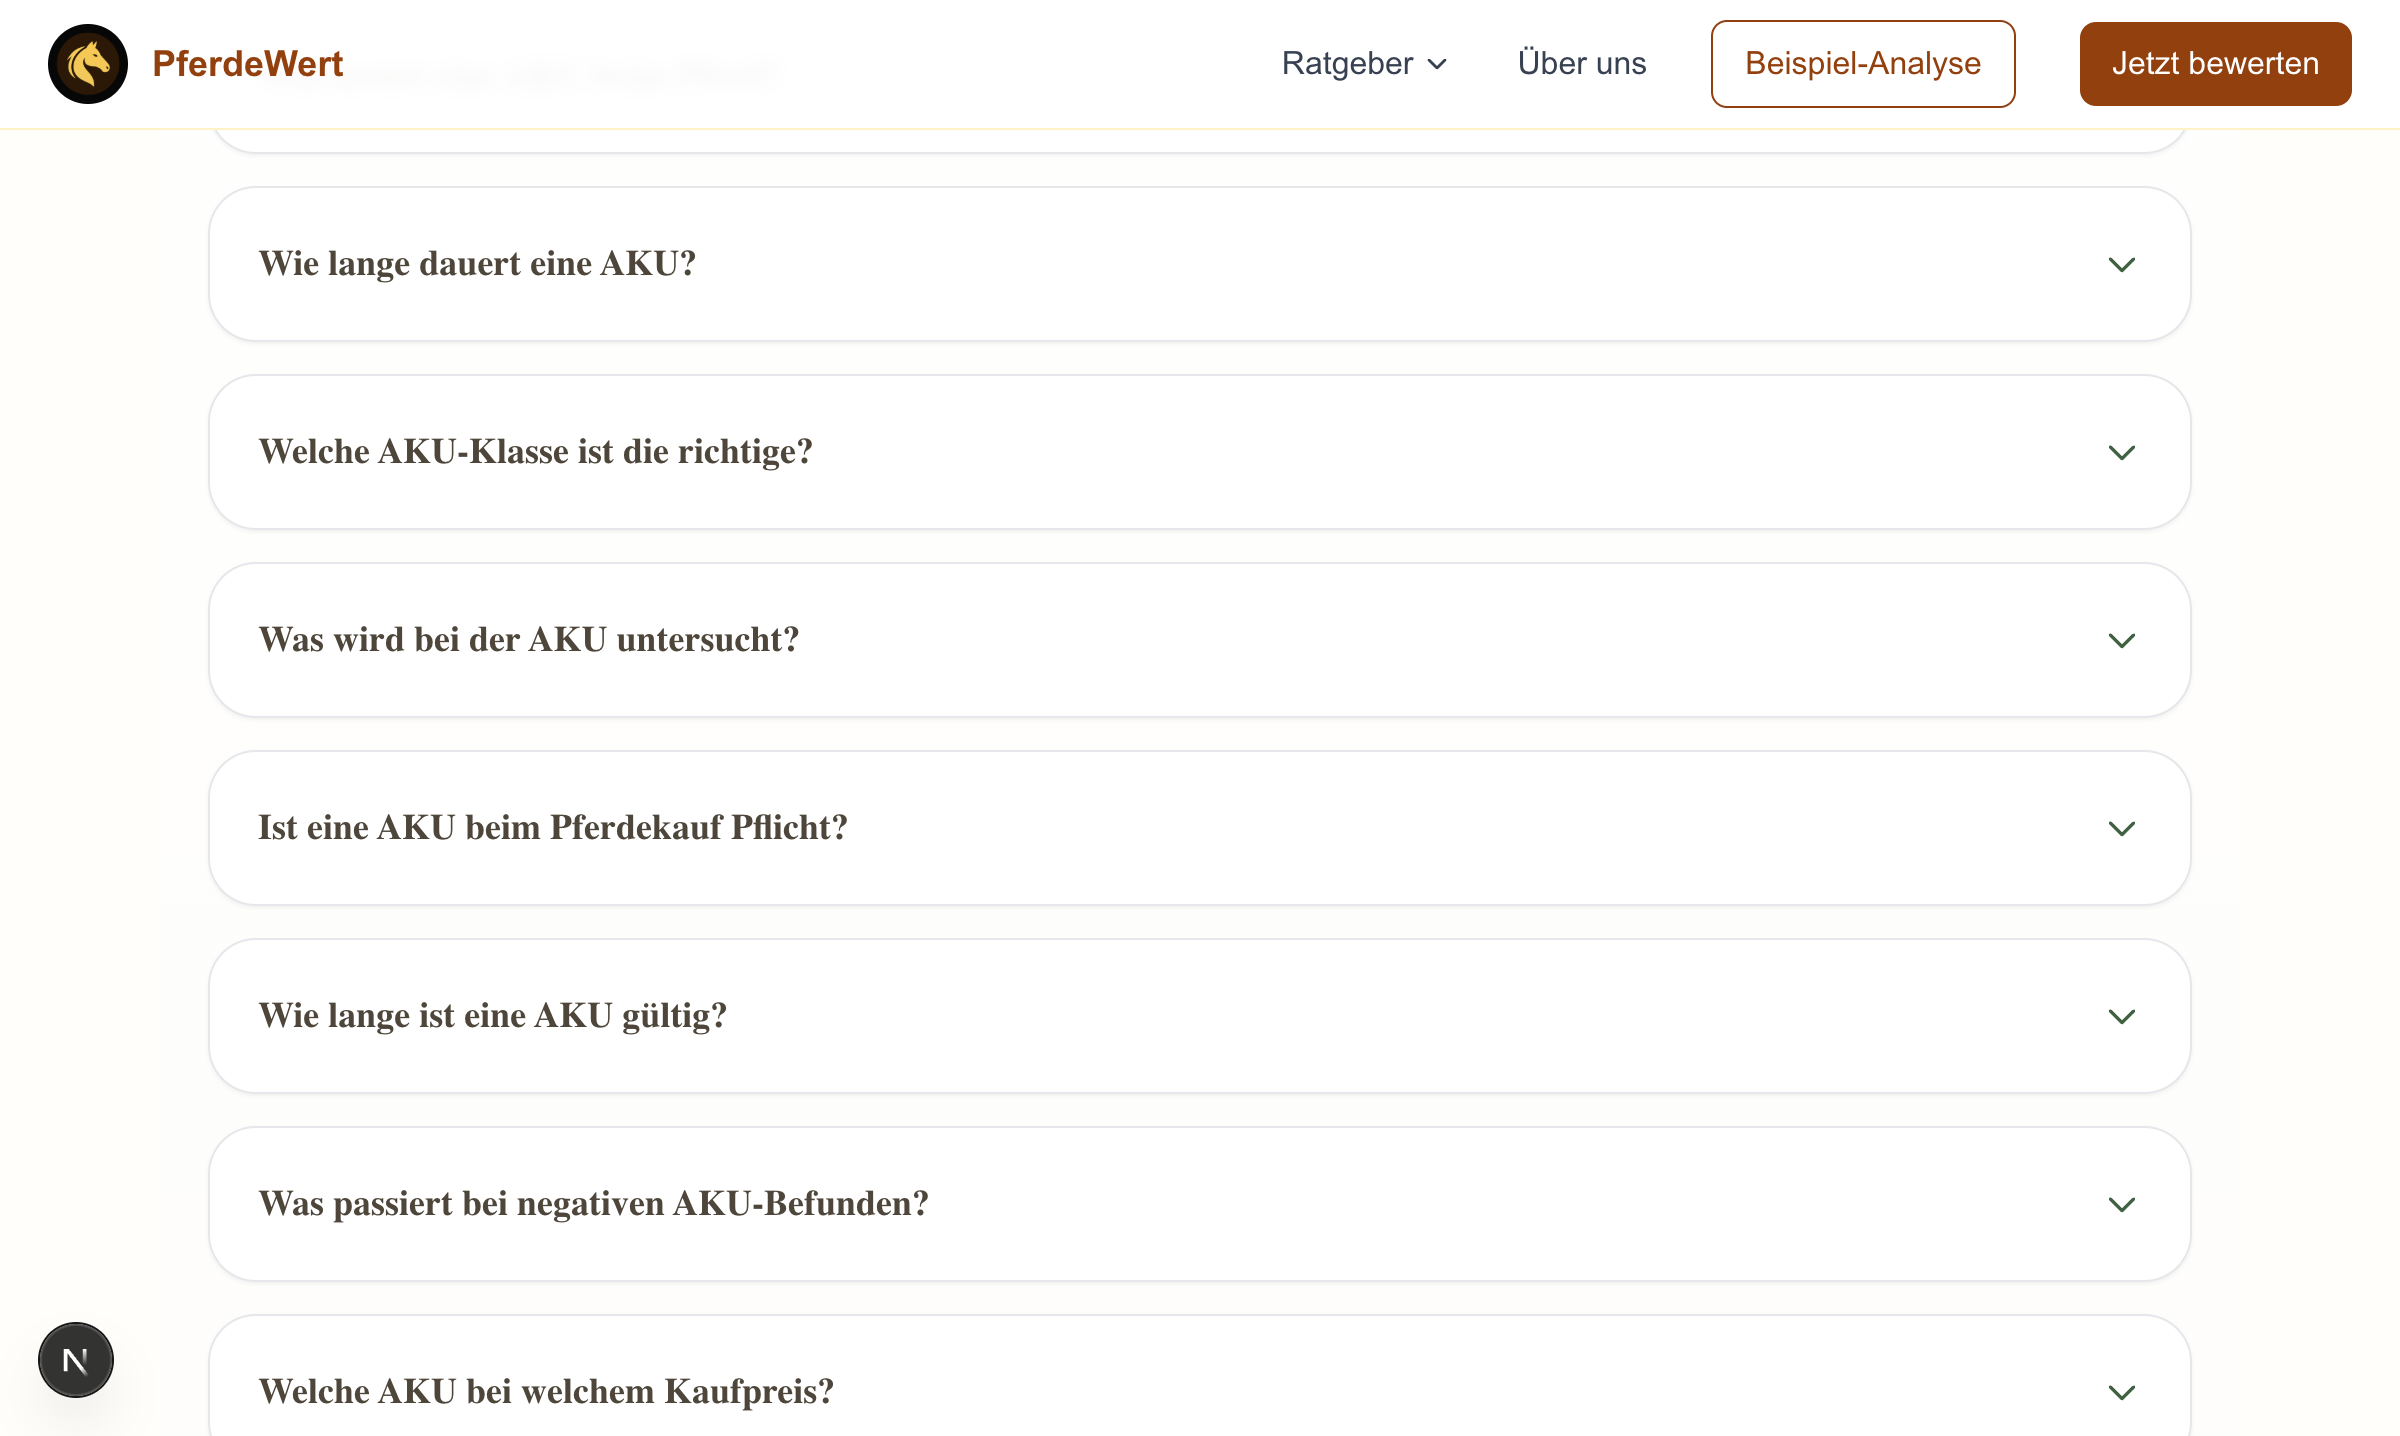 PferdeWert
Ratgeber
Über uns
Beispiel-Analyse
Jetzt bewerten
Wie lange dauert eine AKU?
Welche AKU-Klasse ist die richtige?
Was wird bei der AKU untersucht?
Ist eine AKU beim Pferdekauf Pflicht?
Wie lange ist eine AKU gültig?
Was passiert bei negativen AKU-Befunden?
N
Welche AKU bei welchem Kaufpreis?